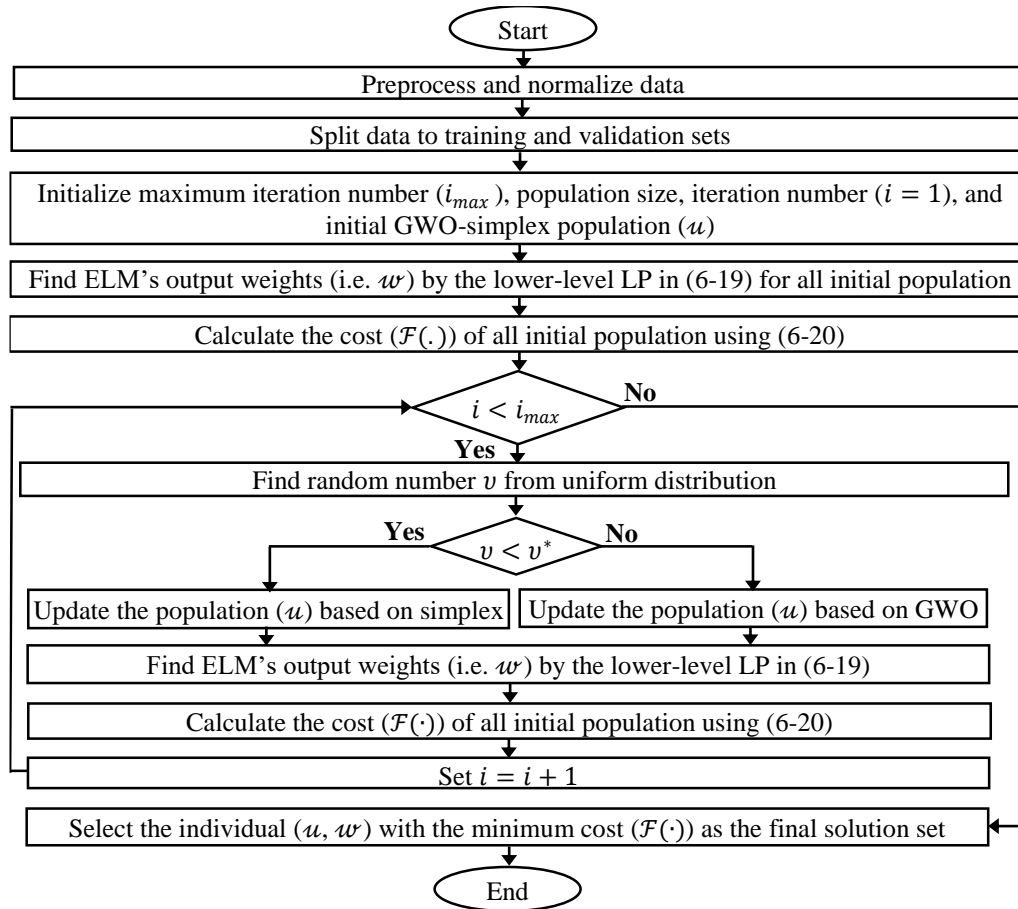 Start
Preprocess and normalize data
Split data to training and validation sets
Initialize maximum iteration number (𝑖𝑚𝑎𝑥), population size, iteration number (𝑖 = 1), and
initial GWO-simplex population (𝓊)
Find ELM's output weights (i.e. 𝓌) by the lower-level LP in (6-19) for all initial population
Calculate the cost (ℱ(.)) of all initial population using (6-20)
𝑖 < 𝑖𝑚𝑎𝑥
No
Yes
Find random number 𝜐 from uniform distribution
Yes
𝜐 < 𝜐*
No
Update the population (𝓊) based on simplex
Update the population (𝓊) based on GWO
Find ELM's output weights (i.e. 𝓌) by the lower-level LP in (6-19)
Calculate the cost (ℱ(·)) of all initial population using (6-20)
Set 𝑖 = 𝑖 + 1
Select the individual (𝓊, 𝓌) with the minimum cost (ℱ(·)) as the final solution set
End